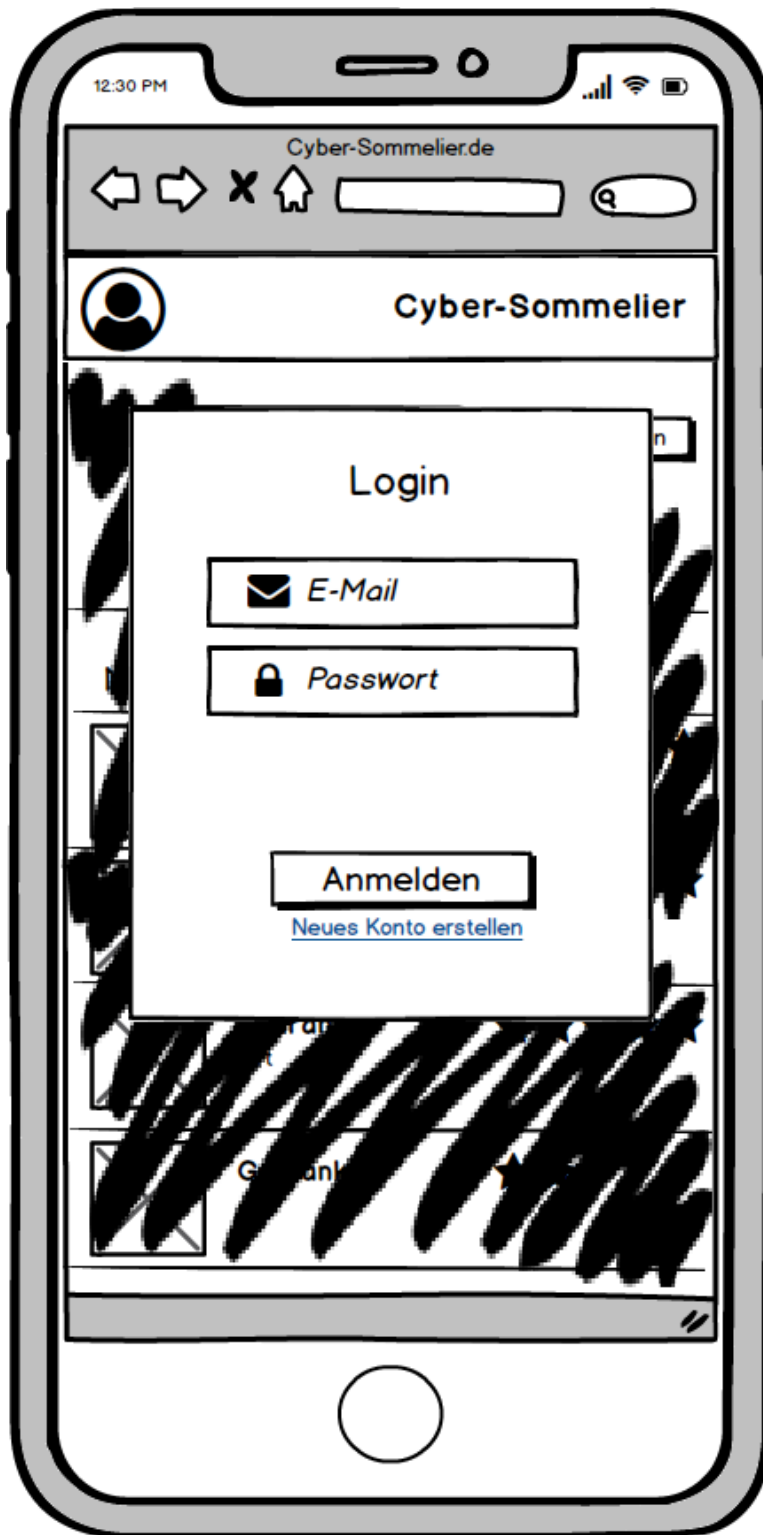 12:30 PM
Cyber-Sommelier.de
Cyber-Sommelier
Login
E-Mail
Passwort
Anmelden
Neues Konto erstellen